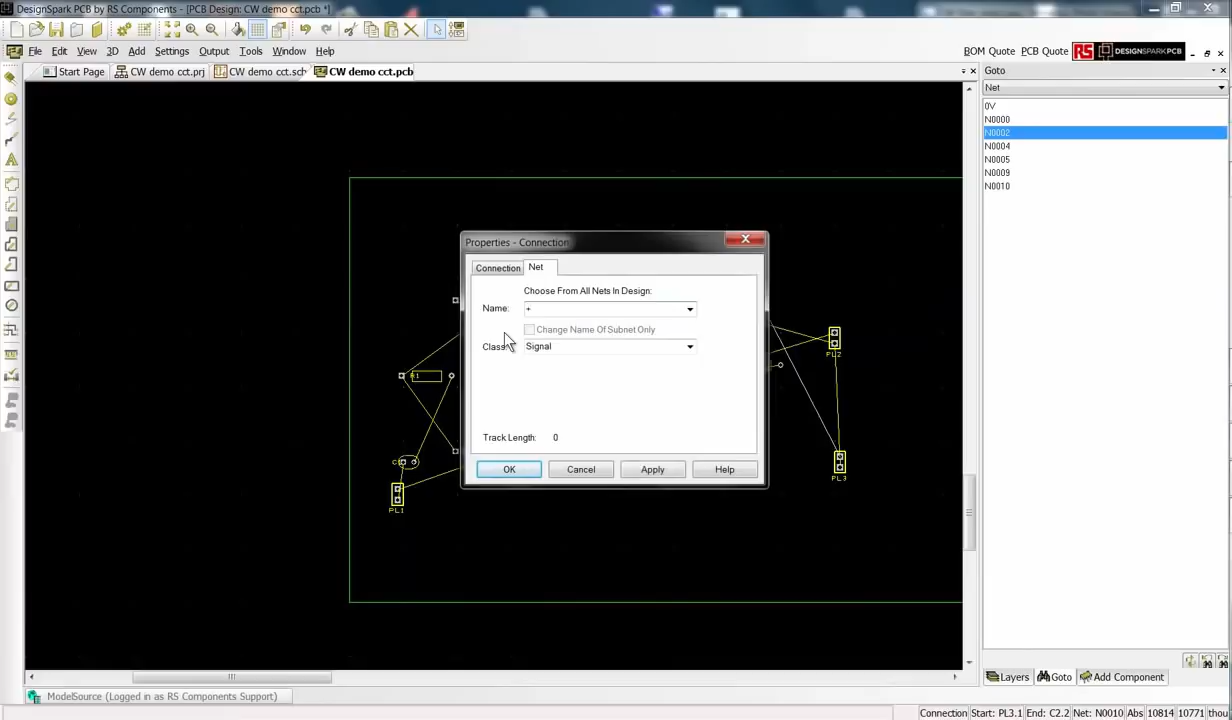 DesignSpark PCB by RS Components - [PCB Design: CW demo cct.pcb *]
File Edit View 3D Add Settings Output Tools Window Help
BOM Quote PCB Quote RS DESIGNSPARKPCB
Start Page CW demo cct.prj CW demo cct.sch CW demo cct.pcb
Goto
Net
0V
N0000
N0002
N0004
N0005
N0009
N0010
Properties - Connection
Connection Net
Choose From All Nets In Design:
Name: +
Change Name Of Subnet Only
Class: Signal
Track Length: 0
OK Cancel Apply Help
PL2
PL3
PL1
Layers Goto Add Component
ModelSource (Logged in as RS Components Support)
Connection Start: PL3.1 End: C2.2 Net: N0010 Abs 10814 10771 thou